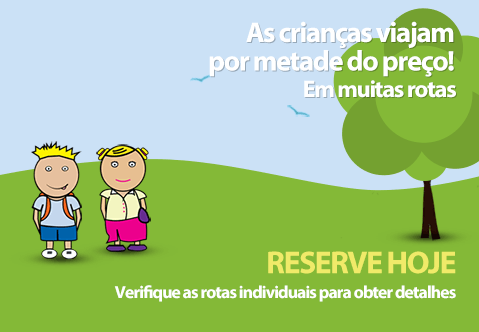 As crianças viajam
por metade do preço!
Em muitas rotas
RESERVE HOJE
Verifique as rotas individuais para obter detalhes